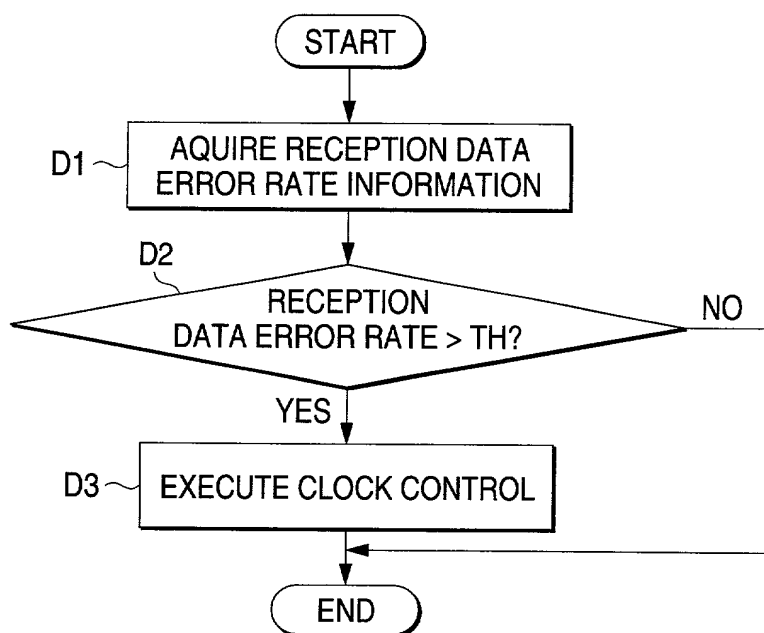 START
D1
AQUIRE RECEPTION DATA
ERROR RATE INFORMATION
D2
RECEPTION
DATA ERROR RATE > TH?
NO
YES
D3
EXECUTE CLOCK CONTROL
END